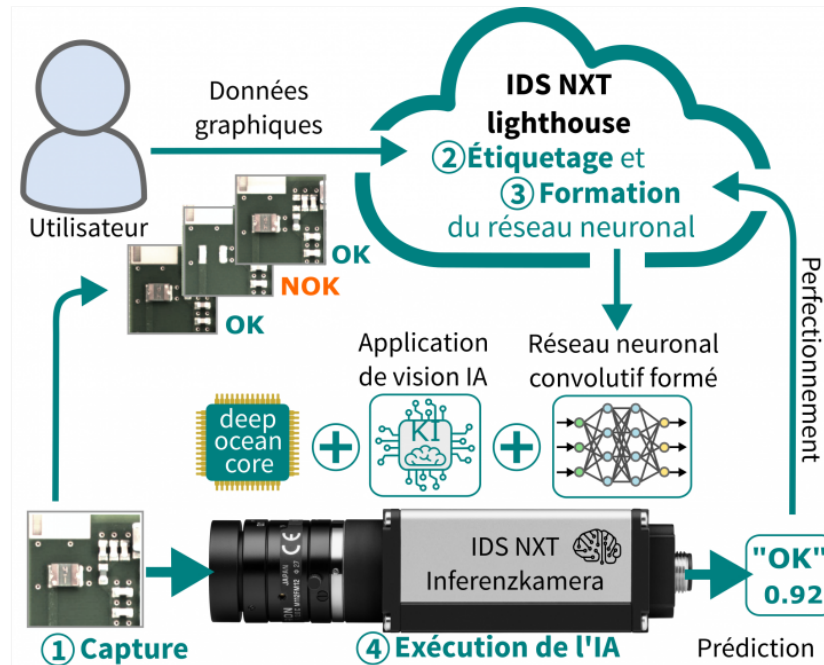 IDS NXT
lighthouse
② Étiquetage et
③ Formation
du réseau neuronal
Données
graphiques
Utilisateur
OK
NOK
OK
Perfectionnement
Application
de vision IA
Réseau neuronal
convolutif formé
deep
ocean
core
KI
IDS NXT
Inferenzkamera
JAPAN
"OK"
0.92
① Capture
④ Exécution de l'IA
Prédiction